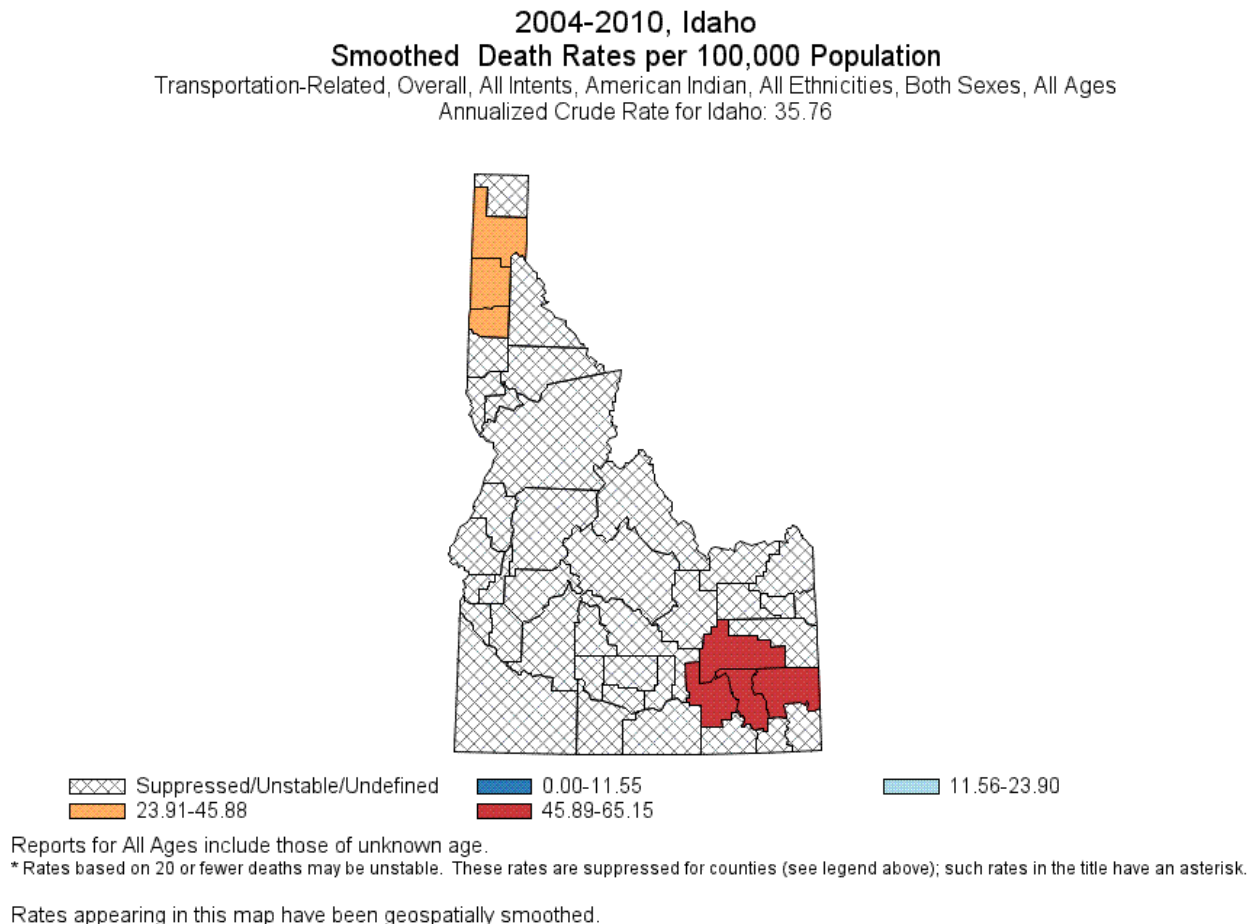 2004-2010, Idaho
Smoothed Death Rates per 100,000 Population
Transportation-Related, Overall, All Intents, American Indian, All Ethnicities, Both Sexes, All Ages
Annualized Crude Rate for Idaho: 35.76
Suppressed/Unstable/Undefined 0.00-11.55 11.56-23.90
23.91-45.88 45.89-65.15
Reports for All Ages include those of unknown age.
* Rates based on 20 or fewer deaths may be unstable. These rates are suppressed for counties (see legend above); such rates in the title have an asterisk.
Rates appearing in this map have been geospatially smoothed.